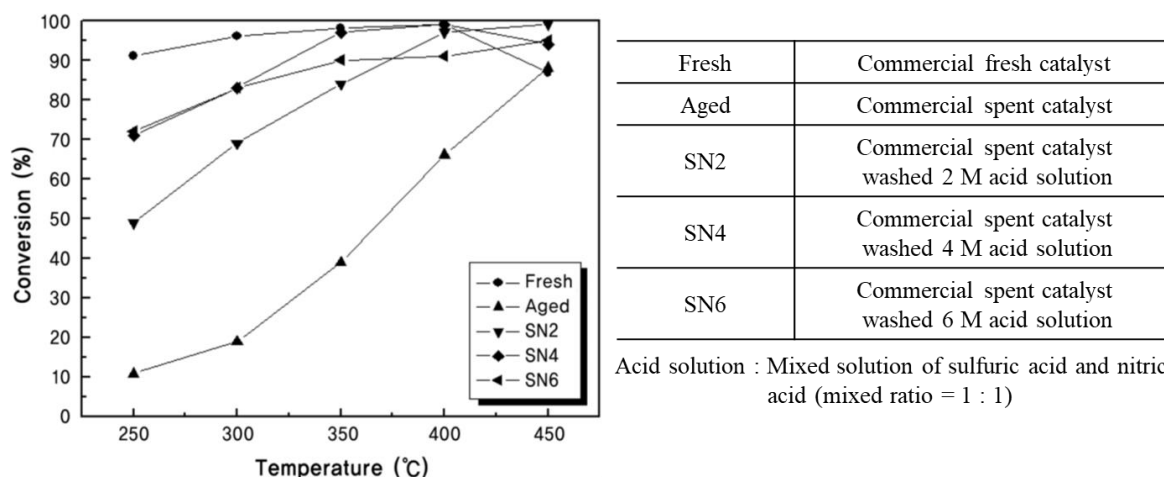 100
90
80
70
60
50
40
30
20
10
0
Conversion (%)
250 300 350 400 450
Temperature (℃)
Fresh
Aged
SN2
SN4
SN6
Fresh Commercial fresh catalyst
Aged Commercial spent catalyst
SN2 Commercial spent catalyst
washed 2 M acid solution
SN4 Commercial spent catalyst
washed 4 M acid solution
SN6 Commercial spent catalyst
washed 6 M acid solution
Acid solution : Mixed solution of sulfuric acid and nitric
acid (mixed ratio = 1 : 1)